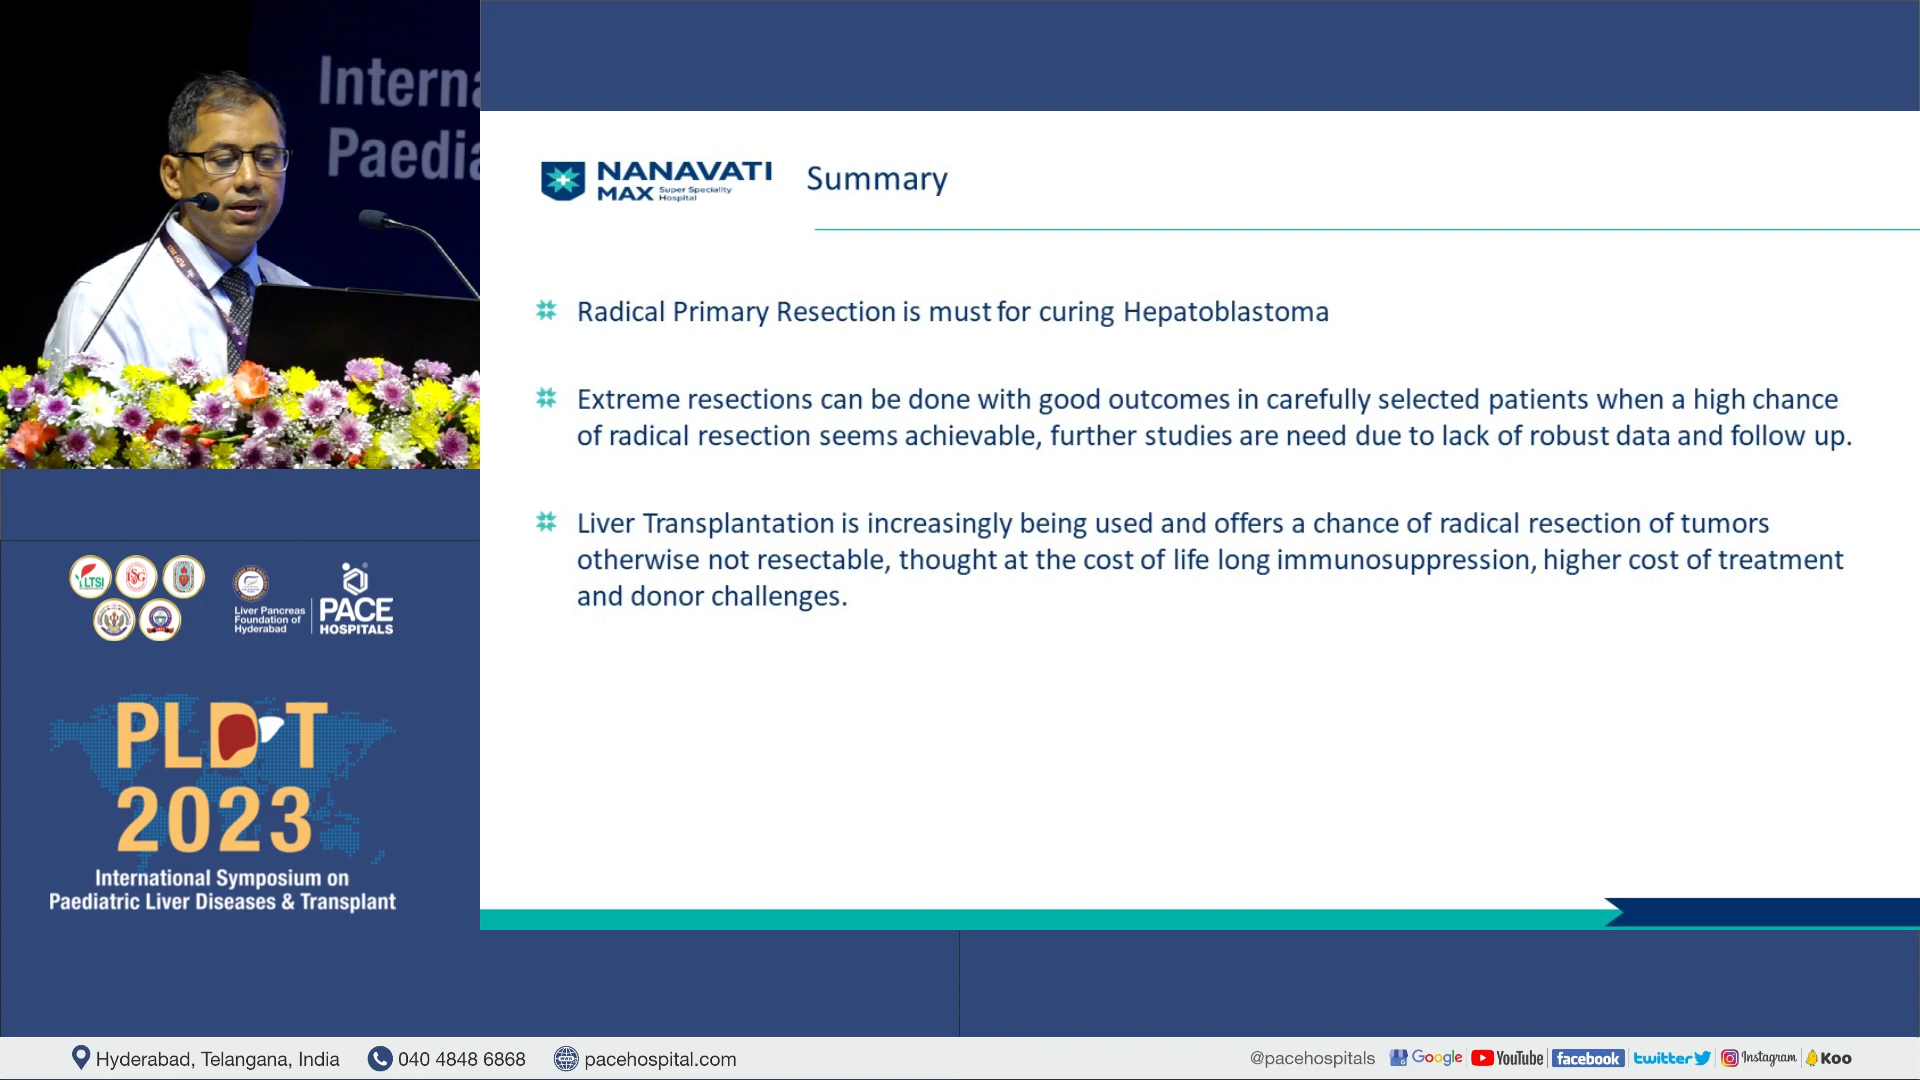 Interna
Paedia
NANAVATI
MAX Super Speciality
Hospital
Summary
Radical Primary Resection is must for curing Hepatoblastoma
Extreme resections can be done with good outcomes in carefully selected patients when a high chance
of radical resection seems achievable, further studies are need due to lack of robust data and follow up.
Liver Transplantation is increasingly being used and offers a chance of radical resection of tumors
otherwise not resectable, thought at the cost of life long immunosuppression, higher cost of treatment
and donor challenges.
LTSI
ISG
Liver Pancreas
Foundation of
Hyderabad
PACE
HOSPITALS
PLDT
2023
International Symposium on
Paediatric Liver Diseases & Transplant
Hyderabad, Telangana, India 040 4848 6868 pacehospital.com
@pacehospitals Google YouTube facebook twitter Instagram Koo